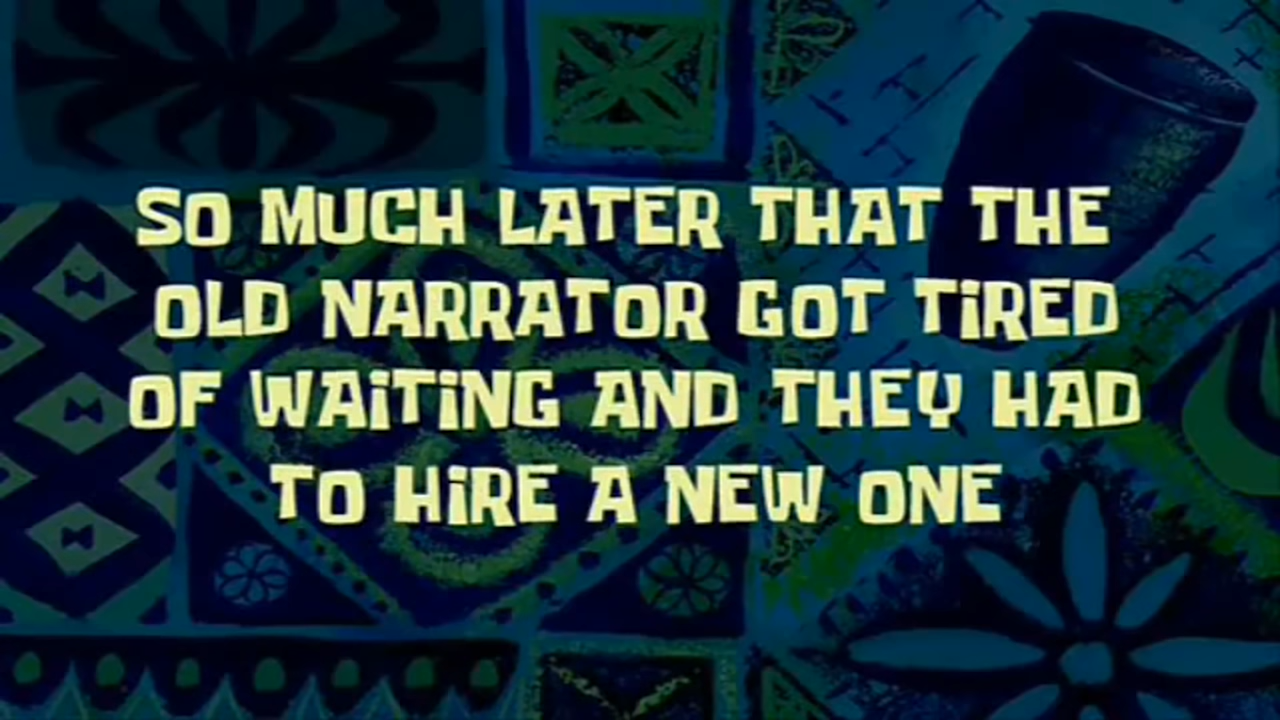 SO MUCH LATER THAT THE
OLD NARRATOR GOT TiRED
OF WAiTiNG AND THEY HAD
TO HiRE A NEW ONE